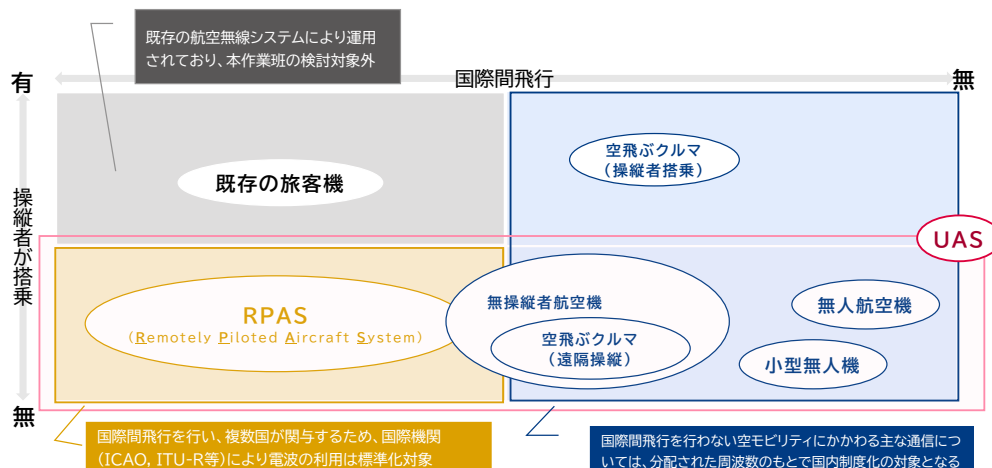 既存の航空無線システムにより運用
されており、本作業班の検討対象外
有
国際間飛行
無
空飛ぶクルマ
（操縦者搭乗）
既存の旅客機
操縦者が搭乗
UAS
無操縦者航空機
無人航空機
RPAS
（Remotely Piloted Aircraft System）
空飛ぶクルマ
（遠隔操縦）
小型無人機
無
国際間飛行を行い、複数国が関与するため、国際機関
（ICAO, ITU-R等）により電波の利用は標準化対象
国際間飛行を行わない空モビリティにかかわる主な通信につ
いては、分配された周波数のもとで国内制度化の対象となる